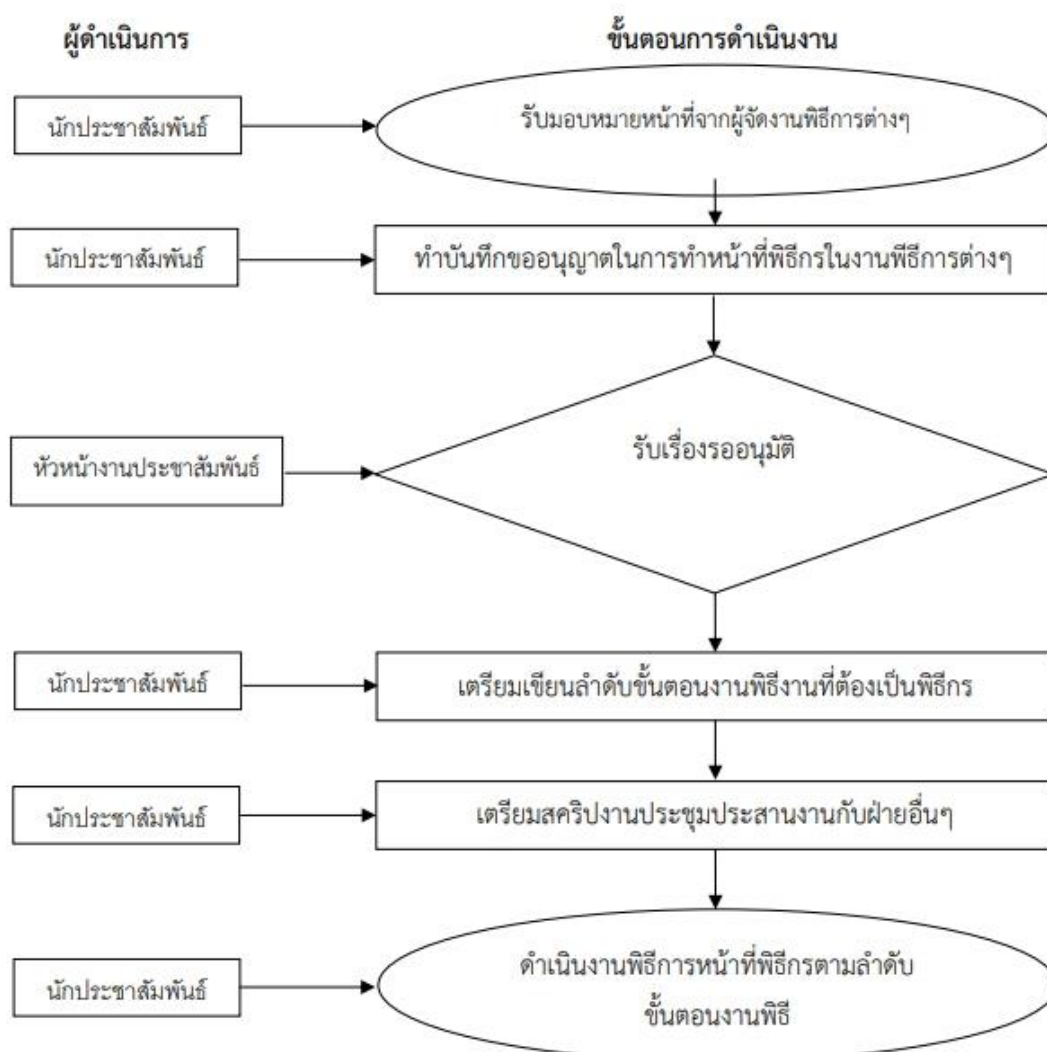 ผู้ดำเนินการ ขั้นตอนการดำเนินงาน
นักประชาสัมพันธ์ รับมอบหมายหน้าที่จากผู้จัดงานพิธีการต่างๆ
นักประชาสัมพันธ์ ทำบันทึกขออนุญาตในการทำหน้าที่พิธีกรในงานพิธีการต่างๆ
หัวหน้างานประชาสัมพันธ์ รับเรื่องรออนุมัติ
นักประชาสัมพันธ์ เตรียมเขียนลำดับขั้นตอนงานพิธีงานที่ต้องเป็นพิธีกร
นักประชาสัมพันธ์ เตรียมสคริปงานประชุมประสานงานกับฝ่ายอื่นๆ
นักประชาสัมพันธ์ ดำเนินงานพิธีการหน้าที่พิธีกรตามลำดับ
ขั้นตอนงานพิธี